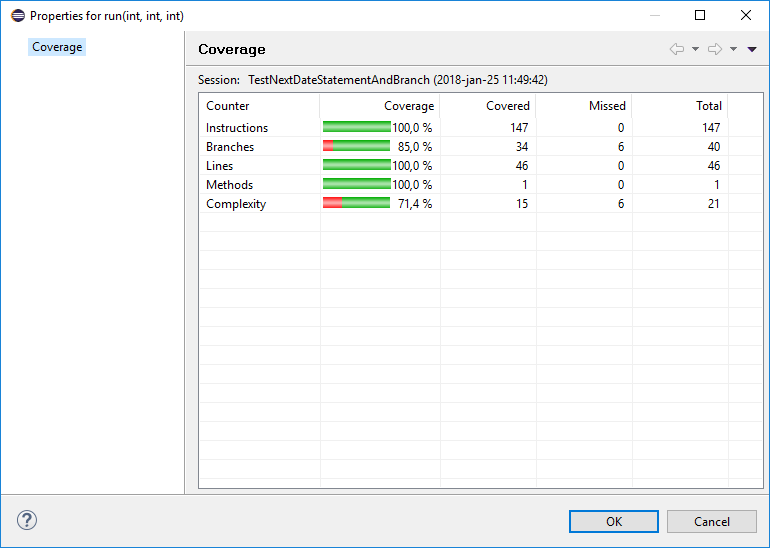 Properties for run(int, int, int)
Coverage
Coverage
Session: TestNextDateStatementAndBranch (2018-jan-25 11:49:42)
Counter Coverage Covered Missed Total
Instructions 100,0 % 147 0 147
Branches 85,0 % 34 6 40
Lines 100,0 % 46 0 46
Methods 100,0 % 1 0 1
Complexity 71,4 % 15 6 21
?
OK Cancel